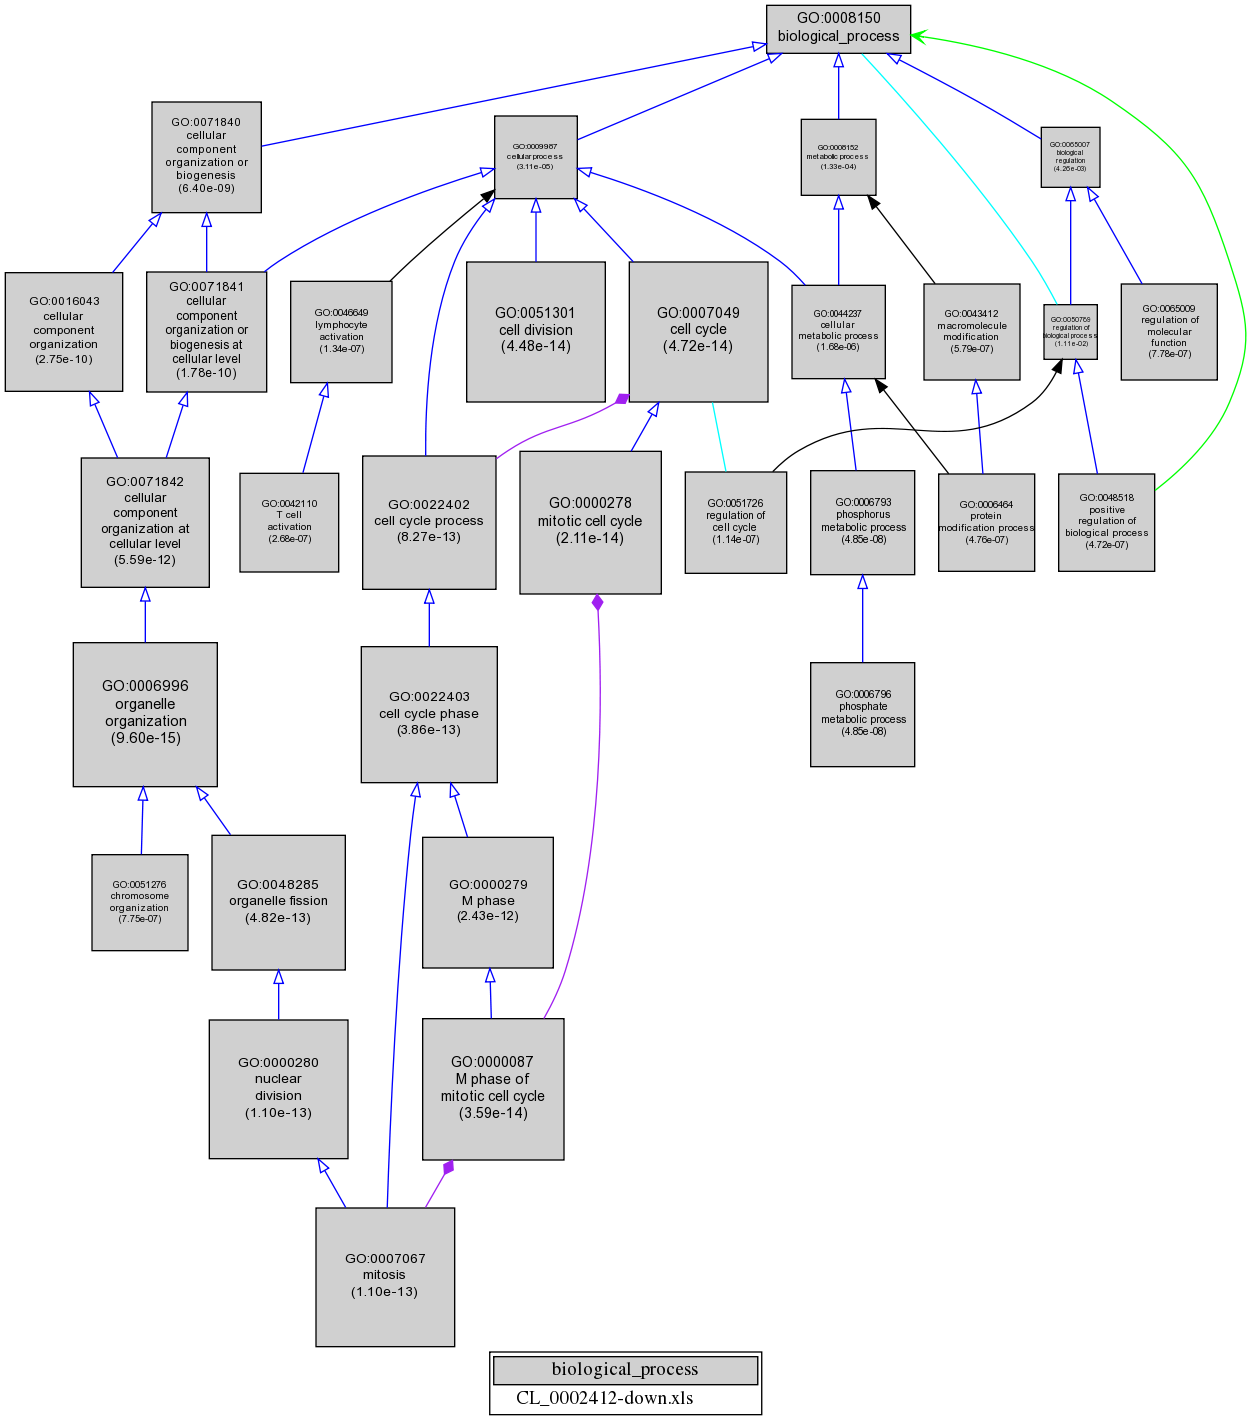 GO:0008150
biological_process
GO:0071840
cellular
component
organization or
biogenesis
(6.40e-09)
GO:0009987
cellular process
(3.11e-05)
GO:0008152
metabolic process
(1.33e-04)
GO:0065007
biological
regulation
(4.26e-03)
GO:0016043
cellular
component
organization
(2.75e-10)
GO:0071841
cellular
component
organization or
biogenesis at
cellular level
(1.78e-10)
GO:0046649
lymphocyte
activation
(1.34e-07)
GO:0051301
cell division
(4.48e-14)
GO:0007049
cell cycle
(4.72e-14)
GO:0044237
cellular
metabolic process
(1.68e-06)
GO:0043412
macromolecule
modification
(5.79e-07)
GO:0050789
regulation of
biological process
(1.11e-02)
GO:0065009
regulation of
molecular
function
(7.78e-07)
GO:0071842
cellular
component
organization at
cellular level
(5.59e-12)
GO:0042110
T cell
activation
(2.68e-07)
GO:0022402
cell cycle process
(8.27e-13)
GO:0000278
mitotic cell cycle
(2.11e-14)
GO:0051726
regulation of
cell cycle
(1.14e-07)
GO:0006793
phosphorus
metabolic process
(4.85e-08)
GO:0006464
protein
modification process
(4.76e-07)
GO:0048518
positive
regulation of
biological process
(4.72e-07)
GO:0006996
organelle
organization
(9.60e-15)
GO:0022403
cell cycle phase
(3.86e-13)
GO:0006796
phosphate
metabolic process
(4.85e-08)
GO:0051276
chromosome
organization
(7.75e-07)
GO:0048285
organelle fission
(4.82e-13)
GO:0000279
M phase
(2.43e-12)
GO:0000280
nuclear
division
(1.10e-13)
GO:0000087
M phase of
mitotic cell cycle
(3.59e-14)
GO:0007067
mitosis
(1.10e-13)
biological_process
CL_0002412-down.xls